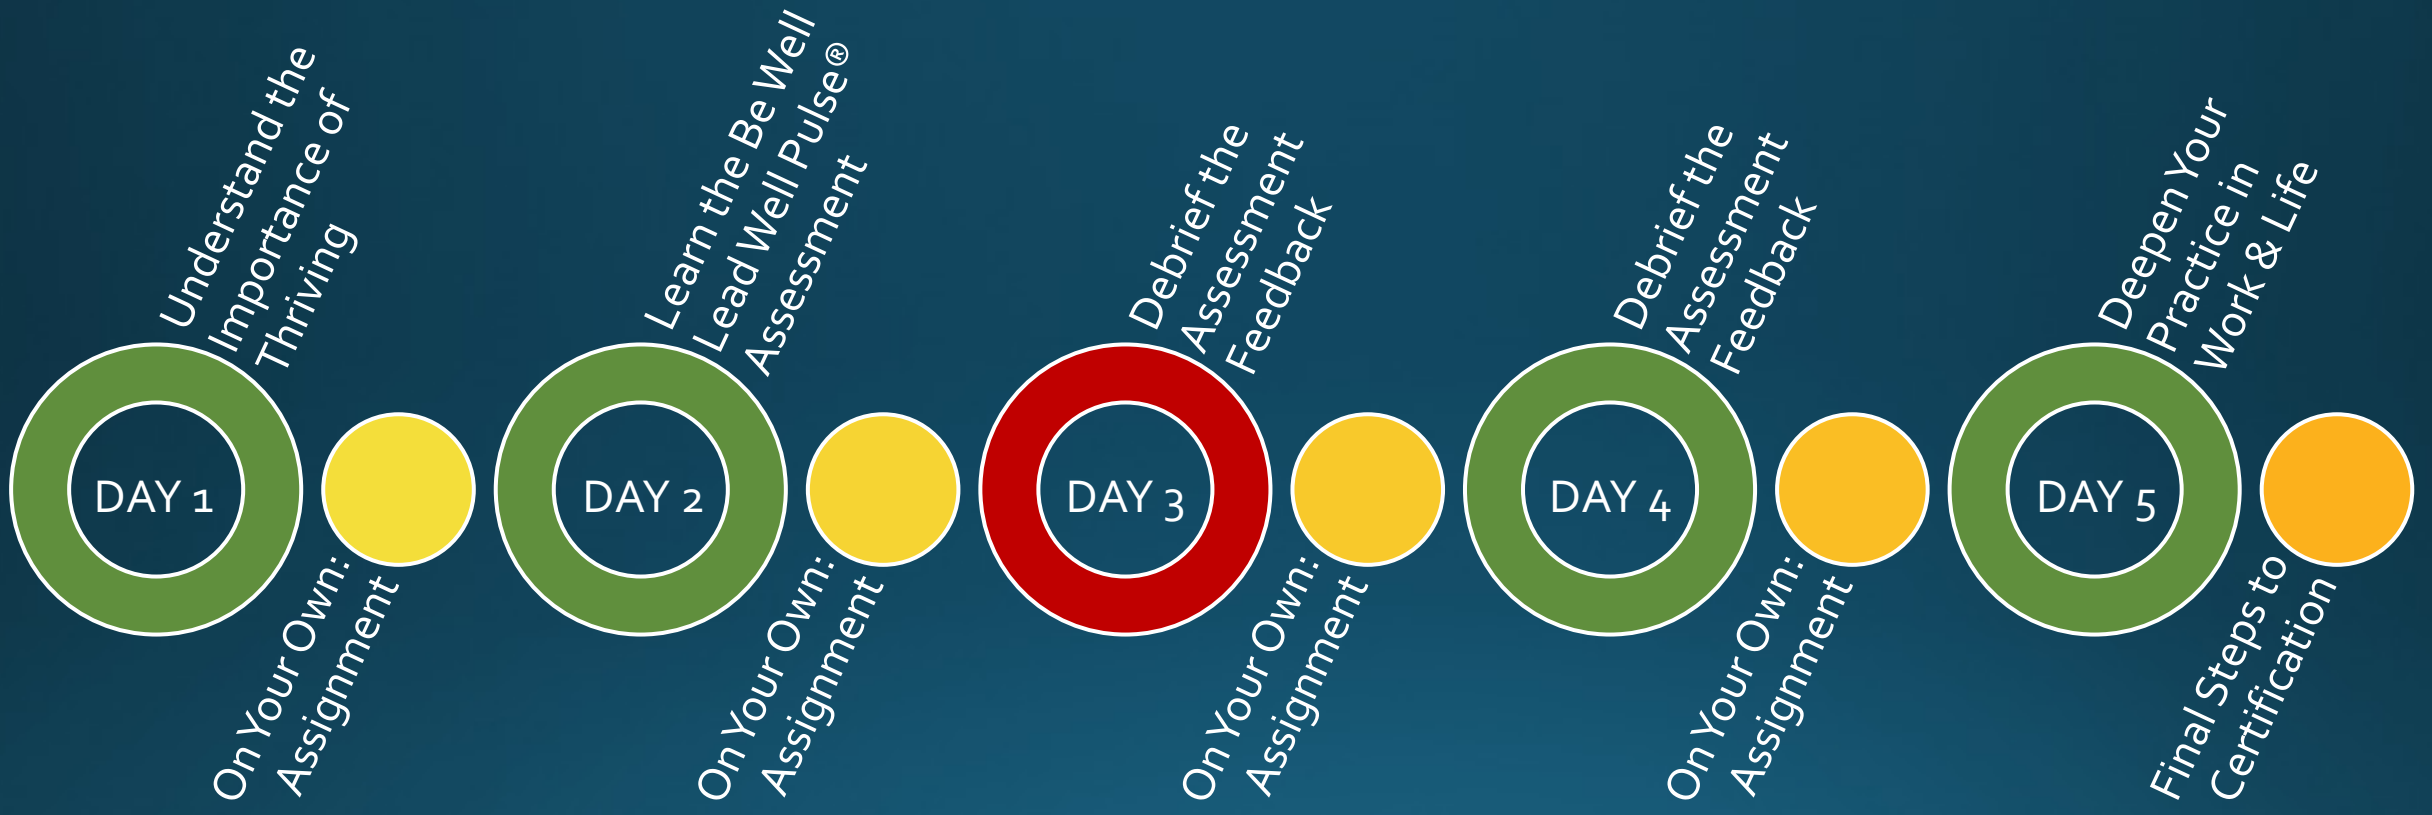 Understand the
Importance of
Thriving
DAY 1
On Your Own:
Assignment
Learn the Be Well
Lead Well Pulse®
Assessment
DAY 2
On Your Own:
Assignment
Debrief the
Assessment
Feedback
DAY 3
On Your Own:
Assignment
Debrief the
Assessment
Feedback
DAY 4
On Your Own:
Assignment
Deepen Your
Practice in
Work & Life
DAY 5
Final Steps to
Certification